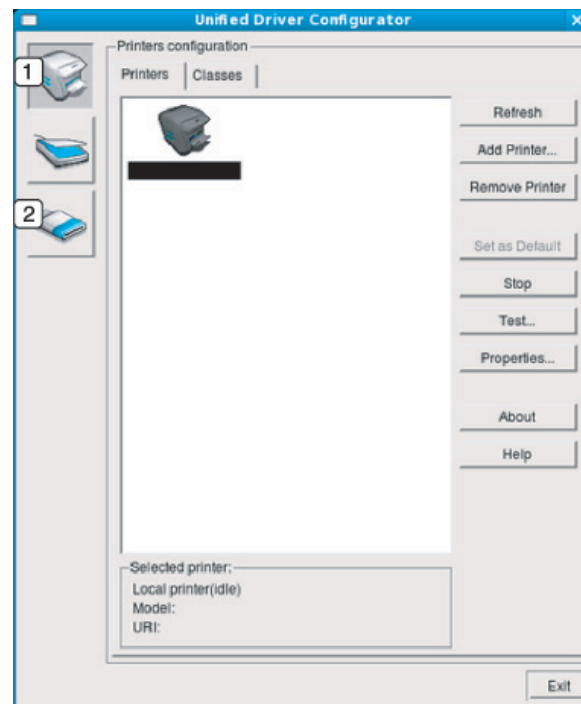 Unified Driver Configurator
1
2
Printers configuration
Printers
Classes
Refresh
Add Printer...
Remove Printer
Set as Default
Stop
Test...
Properties...
About
Help
Selected printer:
Local printer(idle)
Model:
URI:
Exit